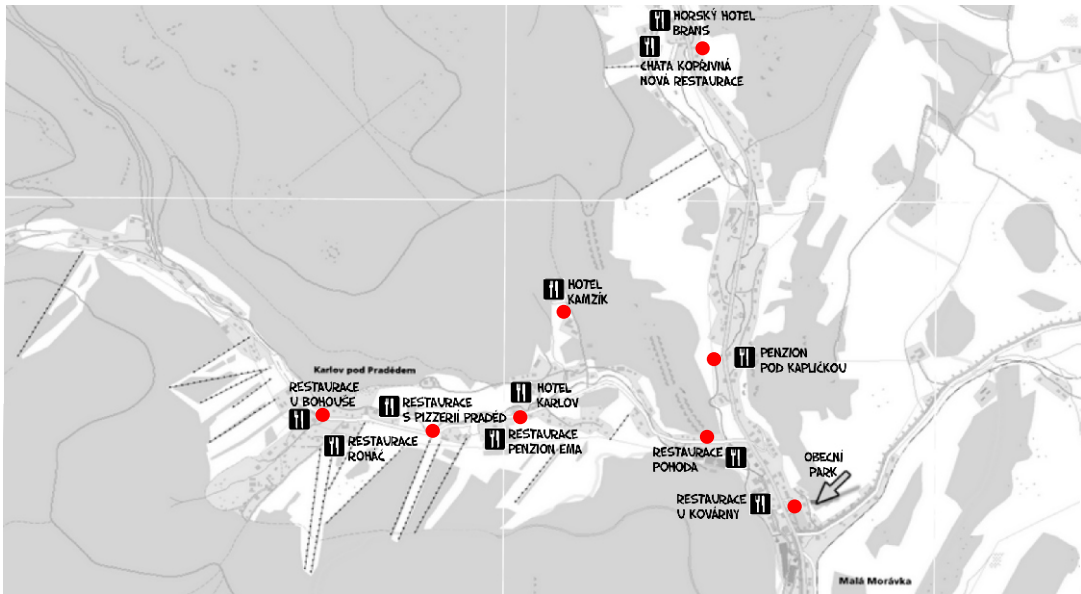 HORSKÝ HOTEL
BRANS
CHATA KOPŘIVNÁ
NOVÁ RESTAURACE
HOTEL
KAMZÍK
PENZION
POD KAPLIČKOU
Karlov pod Pradědem
RESTAURACE
U BOHOUŠE
RESTAURACE
S PIZZERIÍ PRADĚD
HOTEL
KARLOV
RESTAURACE
ROHÁČ
RESTAURACE
PENZION EMA
RESTAURACE
POHODA
OBECNÍ
PARK
RESTAURACE
U KOVÁRNY
Malá Morávka